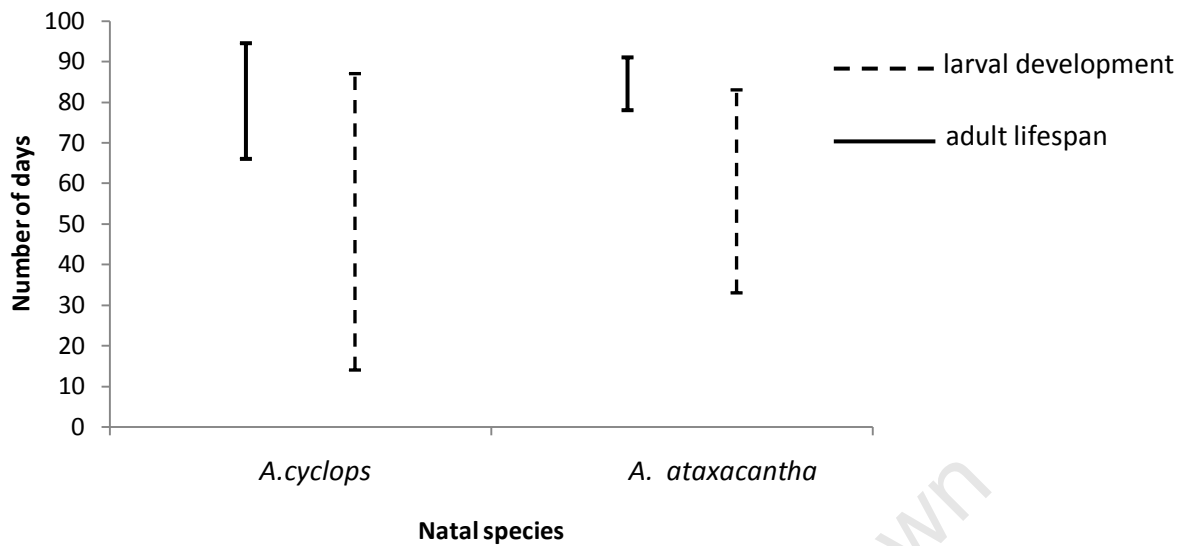 100
90
80
70
60
50
40
30
20
10
0
Number of days
larval development
adult lifespan
A.cyclops
A. ataxacantha
Natal species
wn